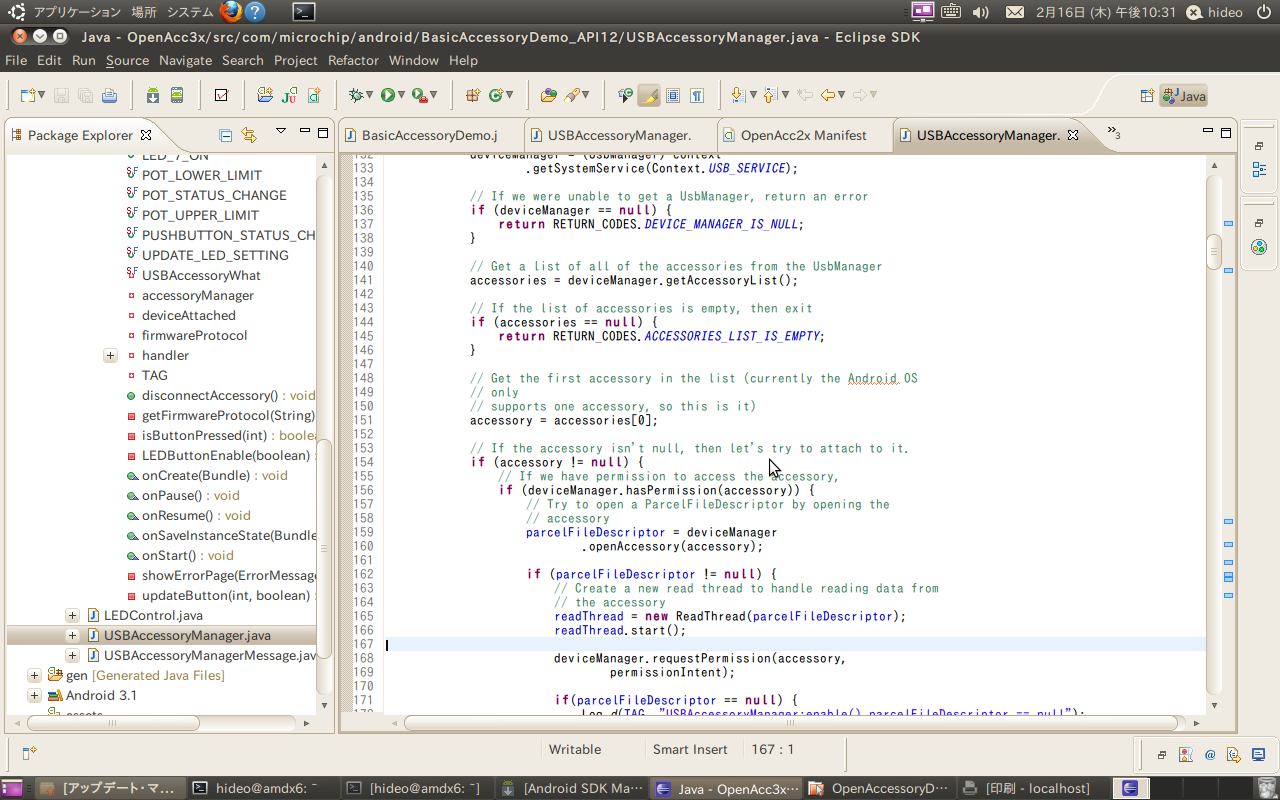 アプリケーション 場所 システム
2月16日 (木) 午後10:31 hideo
Java - OpenAcc3x/src/com/microchip/android/BasicAccessoryDemo_API12/USBAccessoryManager.java - Eclipse SDK
File Edit Run Source Navigate Search Project Refactor Window Help
Java
Package Explorer
BasicAccessoryDemo.j USBAccessoryManager. OpenAcc2x Manifest USBAccessoryManager. »3
LED_7_ON
POT_LOWER_LIMIT
POT_STATUS_CHANGE
POT_UPPER_LIMIT
PUSHBUTTON_STATUS_CH
UPDATE_LED_SETTING
USBAccessoryWhat
accessoryManager
deviceAttached
firmwareProtocol
handler
TAG
disconnectAccessory() : void
getFirmwareProtocol(String)
isButtonPressed(int) : boolea
LEDButtonEnable(boolean) :
onCreate(Bundle) : void
onPause() : void
onResume() : void
onSaveInstanceState(Bundle
onStart() : void
showErrorPage(ErrorMessage
updateButton(int, boolean) :
LEDControl.java
USBAccessoryManager.java
USBAccessoryManagerMessage.jav
gen [Generated Java Files]
Android 3.1
assets
132 deviceManager = (UsbManager) context
133 .getSystemService(Context.USB_SERVICE);
134
135 // If we were unable to get a UsbManager, return an error
136 if (deviceManager == null) {
137 return RETURN_CODES.DEVICE_MANAGER_IS_NULL;
138 }
139
140 // Get a list of all of the accessories from the UsbManager
141 accessories = deviceManager.getAccessoryList();
142
143 // If the list of accessories is empty, then exit
144 if (accessories == null) {
145 return RETURN_CODES.ACCESSORIES_LIST_IS_EMPTY;
146 }
147
148 // Get the first accessory in the list (currently the Android OS
149 // only
150 // supports one accessory, so this is it)
151 accessory = accessories[0];
152
153 // If the accessory isn't null, then let's try to attach to it.
154 if (accessory != null) {
155 // If we have permission to access the accessory,
156 if (deviceManager.hasPermission(accessory)) {
157 // Try to open a ParcelFileDescriptor by opening the
158 // accessory
159 parcelFileDescriptor = deviceManager
160 .openAccessory(accessory);
161
162 if (parcelFileDescriptor != null) {
163 // Create a new read thread to handle reading data from
164 // the accessory
165 readThread = new ReadThread(parcelFileDescriptor);
166 readThread.start();
167
168 deviceManager.requestPermission(accessory,
169 permissionIntent);
170
171 if(parcelFileDescriptor == null) {
172 Log.d(TAG, "USBAccessoryManager:enable() parcelFileDescriptor == null");
Writable Smart Insert 167 : 1
[アップデート・マ... hideo@amdx6: ~ [hideo@amdx6: ~] [Android SDK Ma... Java - OpenAcc3x... OpenAccessoryD... [印刷 - localhost]